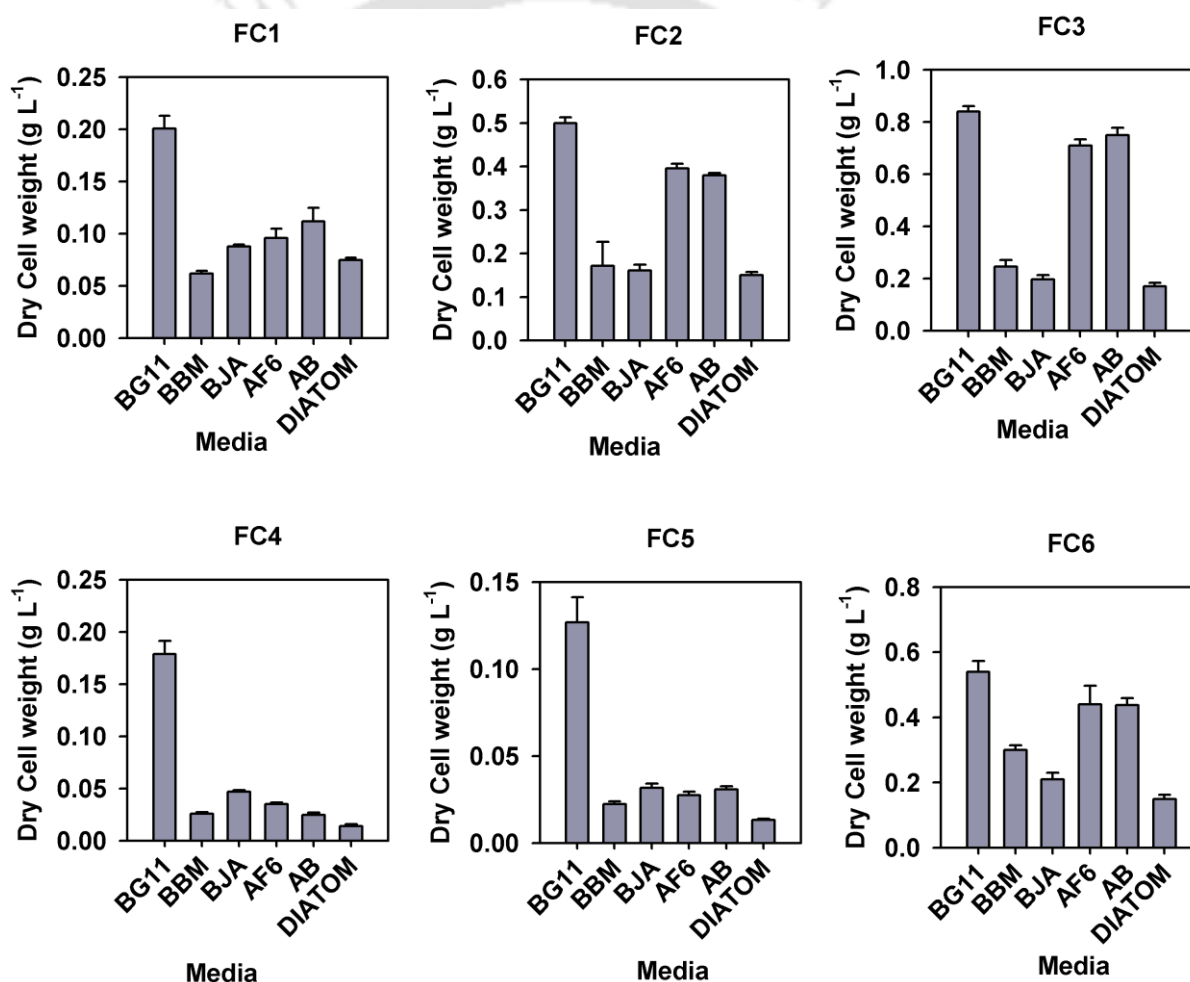 FC1
Dry Cell weight (g L-1)
0.25
0.20
0.15
0.10
0.05
0.00
BG11
BBM
BJA
AF6
AB
DIATOM
Media
FC2
Dry Cell weight (g L-1)
0.6
0.5
0.4
0.3
0.2
0.1
0.0
BG11
BBM
BJA
AF6
AB
DIATOM
Media
FC3
Dry Cell weight (g L-1)
1.0
0.8
0.6
0.4
0.2
0.0
BG11
BBM
BJA
AF6
AB
DIATOM
Media
FC4
Dry Cell weight (g L-1)
0.25
0.20
0.15
0.10
0.05
0.00
BG11
BBM
BJA
AF6
AB
DIATOM
Media
FC5
Dry Cell weight (g L-1)
0.15
0.10
0.05
0.00
BG11
BBM
BJA
AF6
AB
DIATOM
Media
FC6
Dry Cell weight (g L-1)
0.8
0.6
0.4
0.2
0.0
BG11
BBM
BJA
AF6
AB
DIATOM
Media